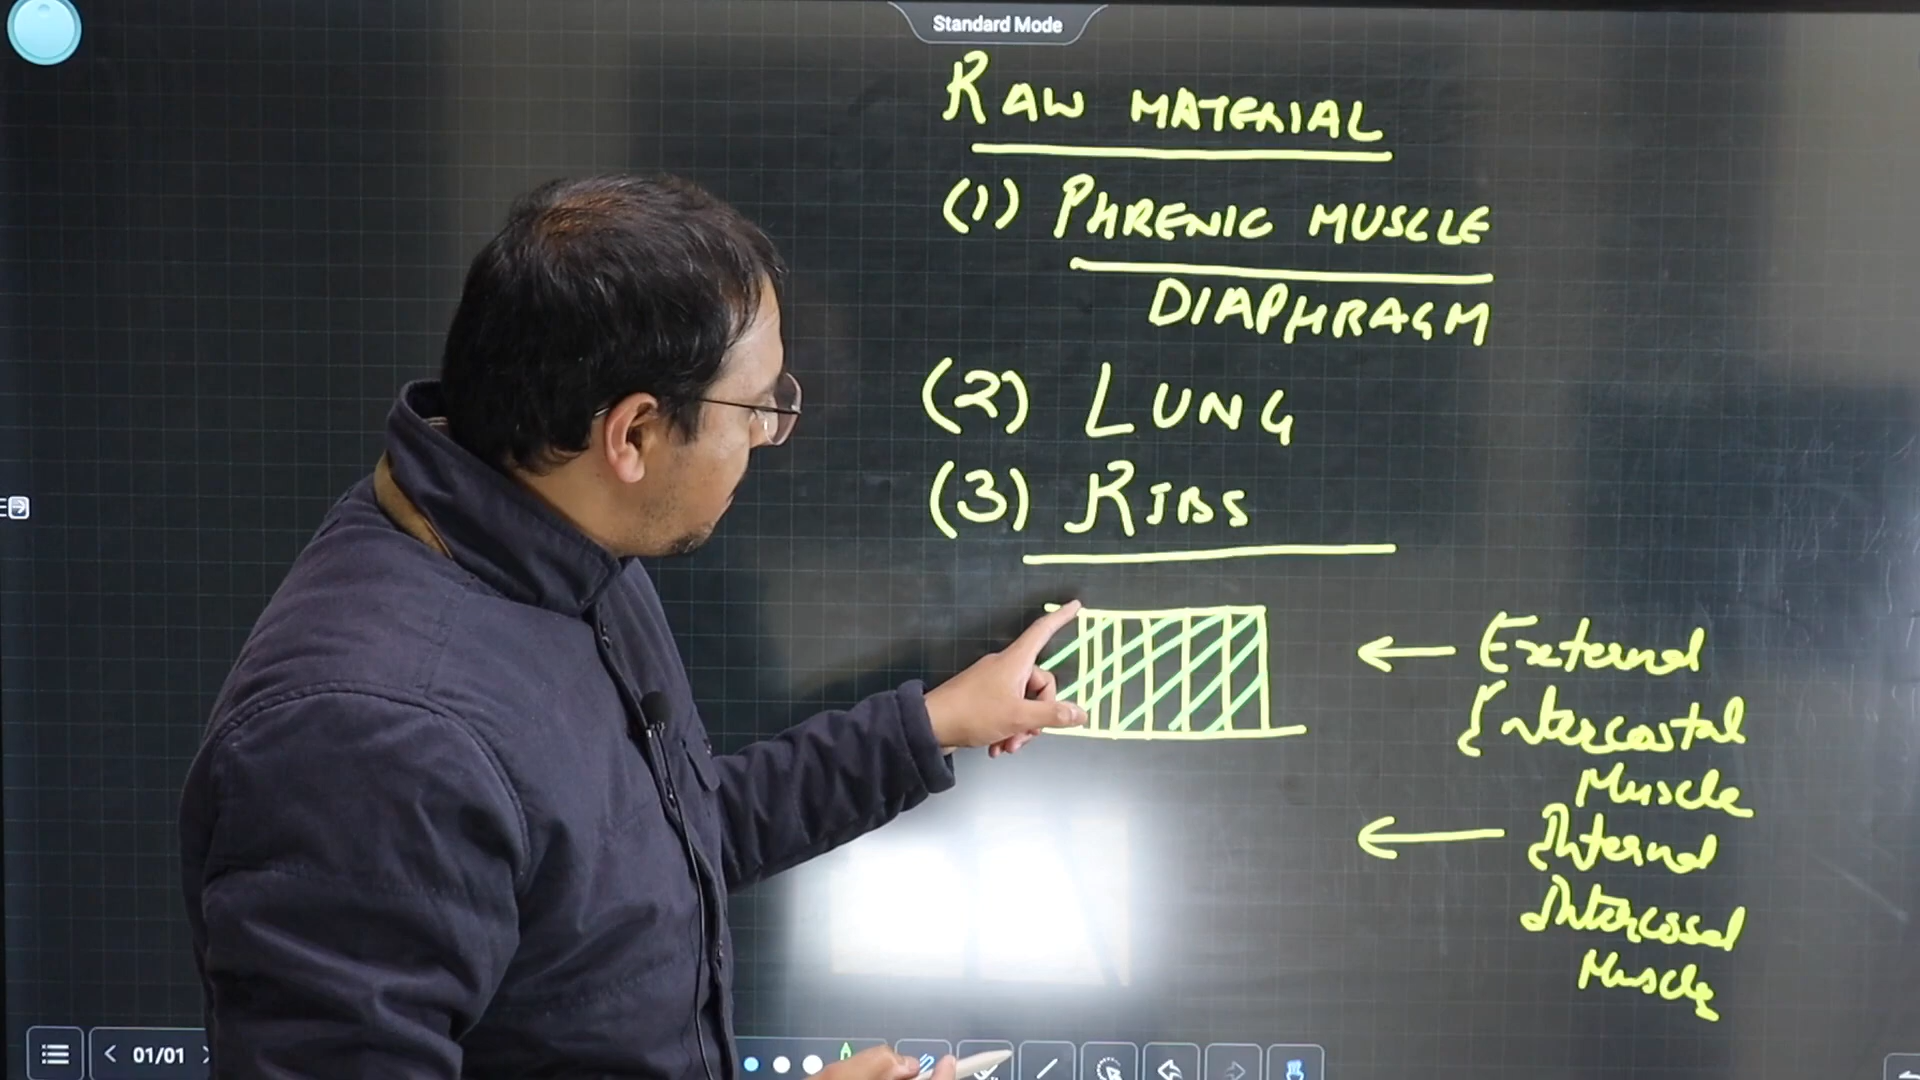 Standard Mode
RAW MATERIAL
(1) PHRENIC MUSCLE
DIAPHRAGM
(2) LUNG
(3) RIBS
External
Intercostal
Muscle
Internal
Intercosal
Muscle
01/01